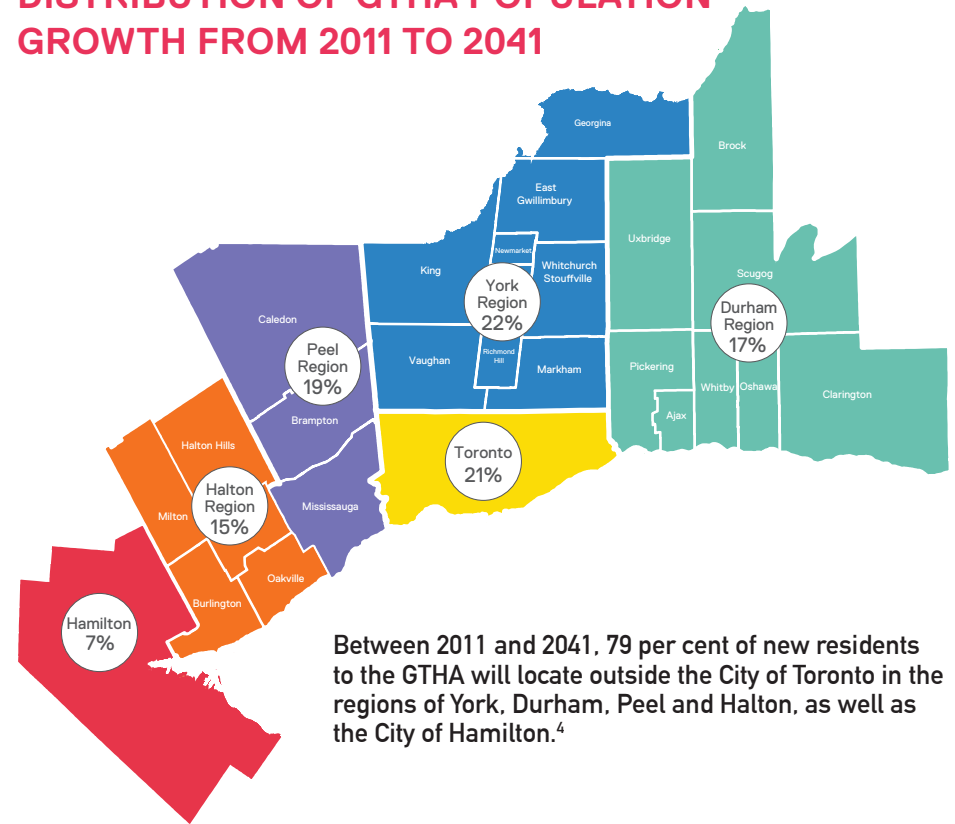 DISTRIBUTION OF GTHA POPULATION
GROWTH FROM 2011 TO 2041
Georgina
Brock
East
Gwillimbury
Uxbridge
Newmarket
King
Whitchurch
Stouffville
Scugog
York
Region
22%
Durham
Region
17%
Caledon
Peel
Region
19%
Vaughan
Richmond
Hill
Markham
Pickering
Whitby
Oshawa
Clarington
Ajax
Brampton
Halton Hills
Toronto
21%
Halton
Region
15%
Mississauga
Milton
Oakville
Burlington
Hamilton
7%
Between 2011 and 2041, 79 per cent of new residents
to the GTHA will locate outside the City of Toronto in the
regions of York, Durham, Peel and Halton, as well as
the City of Hamilton.⁴